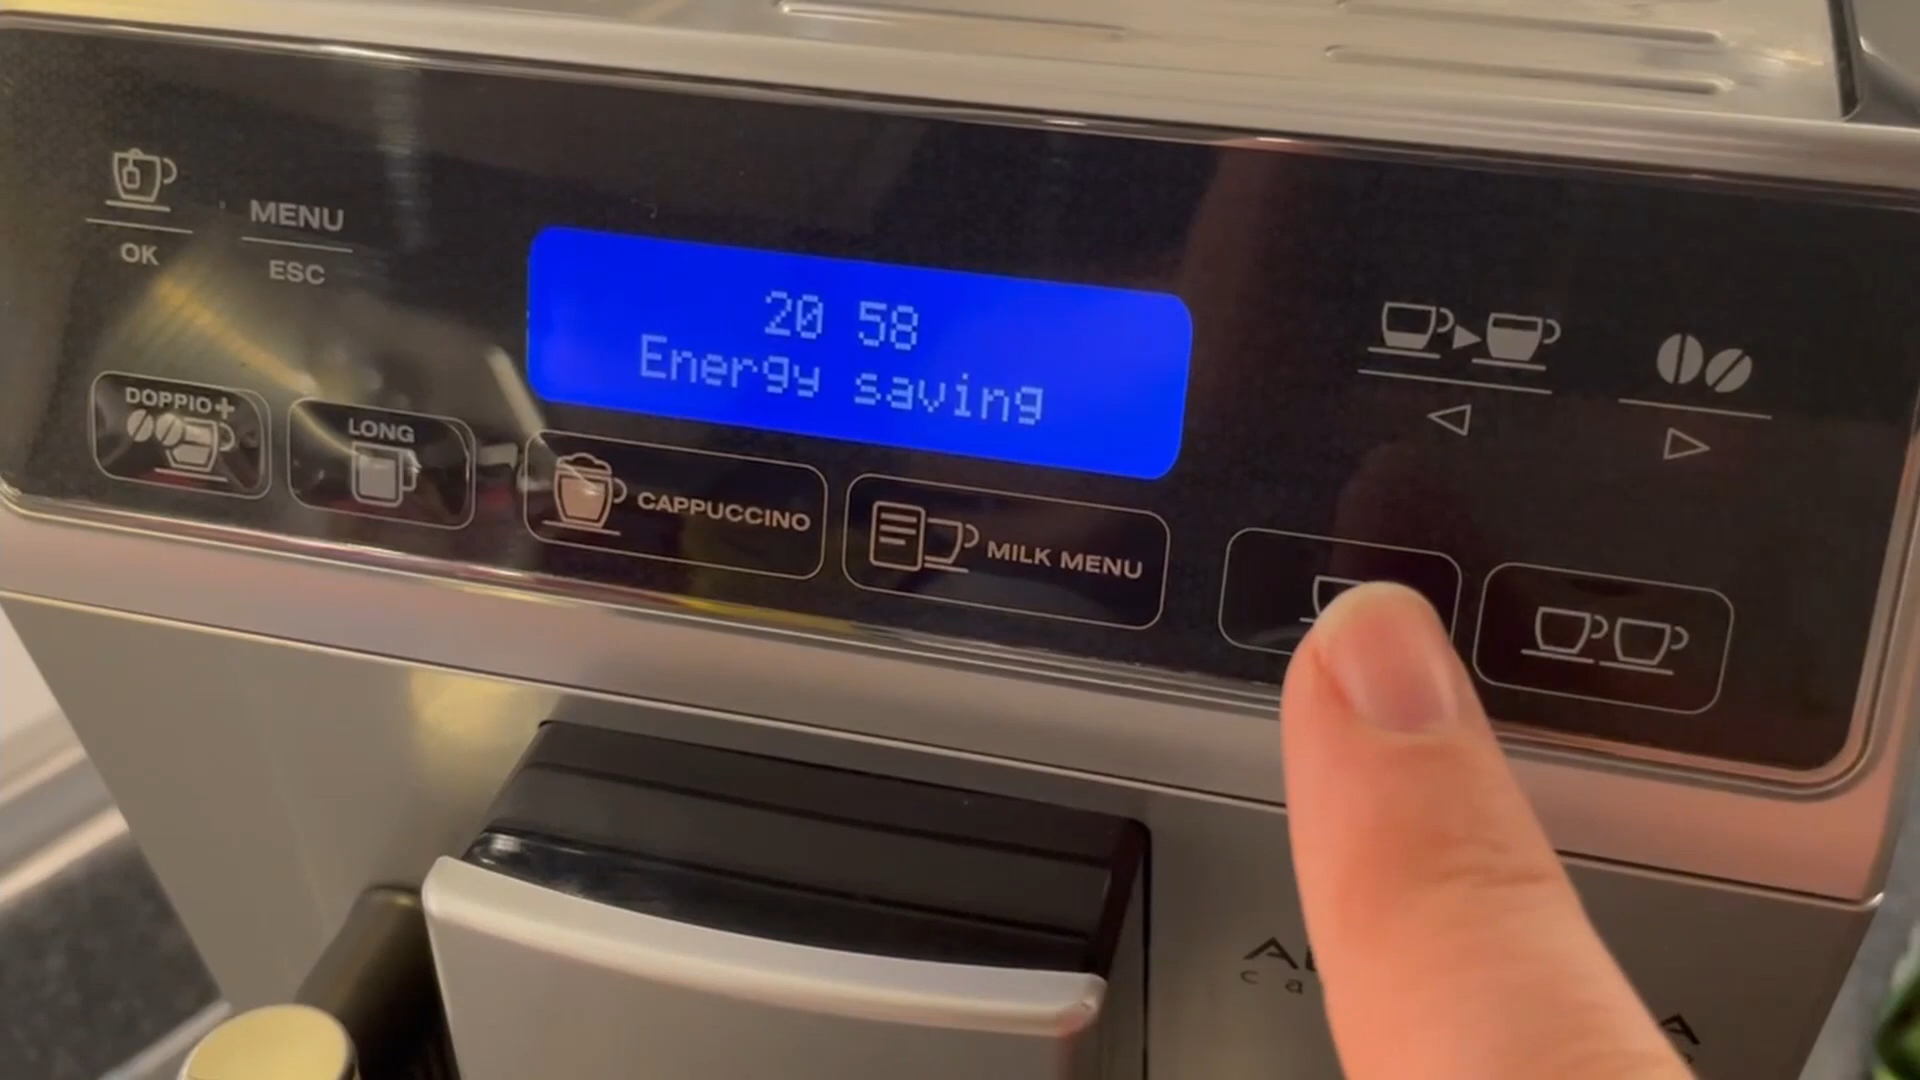 MENU
OK
ESC
20 58
Energy saving
DOPPIO+
LONG
CAPPUCCINO
MILK MENU